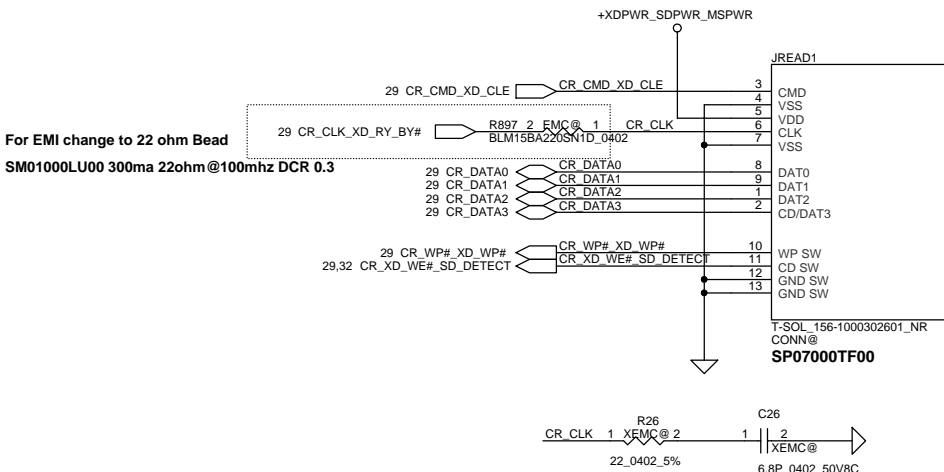 +XDPWR_SDPWR_MSPWR
JREAD1
29 CR_CMD_XD_CLE CR_CMD_XD_CLE 3 CMD
4 VSS
5 VDD
29 CR_CLK_XD_RY_BY# R897 2 EMC@ 1 CR_CLK 6 CLK
BLM15BA220SN1D_0402
7 VSS
For EMI change to 22 ohm Bead
SM01000LU00 300ma 22ohm@100mhz DCR 0.3
29 CR_DATA0 CR_DATA0 8 DAT0
29 CR_DATA1 CR_DATA1 9 DAT1
29 CR_DATA2 CR_DATA2 1 DAT2
29 CR_DATA3 CR_DATA3 2 CD/DAT3
29 CR_WP#_XD_WP# CR_WP#_XD_WP# 10 WP SW
29,32 CR_XD_WE#_SD_DETECT CR_XD_WE#_SD_DETECT 11 CD SW
12 GND SW
13 GND SW
T-SOL_156-1000302601_NR
CONN@
SP07000TF00
R26 C26
CR_CLK 1 XEMC@ 2 1 2
XEMC@
22_0402_5% 6.8P_0402_50V8C